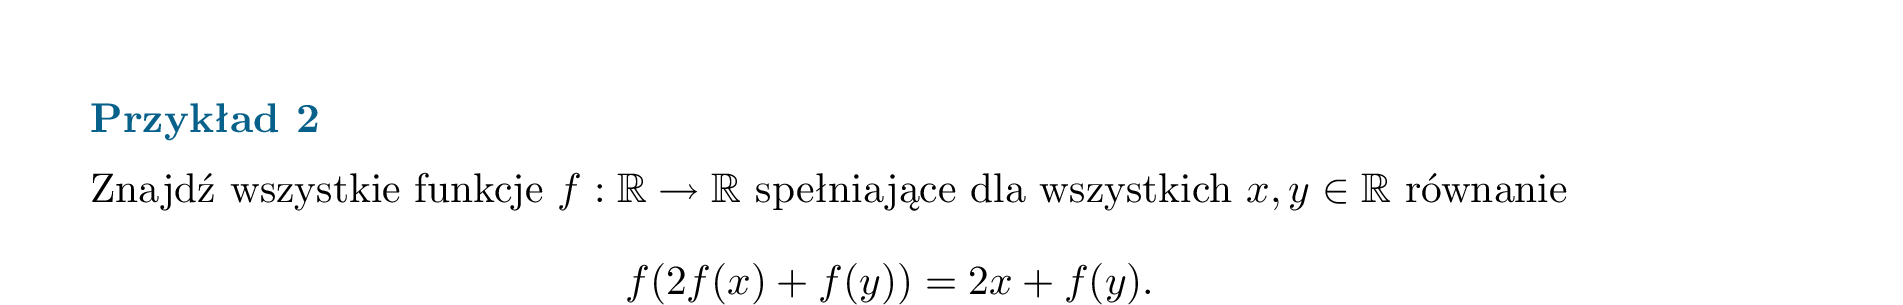 Przykład 2
Znajdź wszystkie funkcje f : ℝ → ℝ spełniające dla wszystkich x, y ∈ ℝ równanie
f(2f(x) + f(y)) = 2x + f(y).